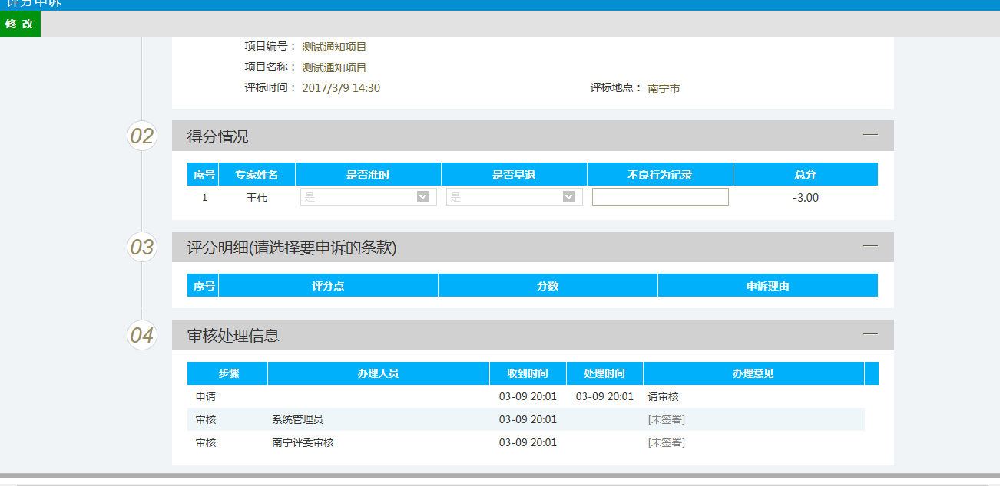 评分申诉
修 改
项目编号： 测试通知项目
项目名称： 测试通知项目
评标时间： 2017/3/9 14:30 评标地点： 南宁市
02 得分情况
序号 专家姓名 是否准时 是否早退 不良行为记录 总分
1 王伟 是 是 -3.00
03 评分明细(请选择要申诉的条款)
序号 评分点 分数 申诉理由
04 审核处理信息
步骤 办理人员 收到时间 处理时间 办理意见
申请 03-09 20:01 03-09 20:01 请审核
审核 系统管理员 03-09 20:01 [未签署]
审核 南宁评委审核 03-09 20:01 [未签署]